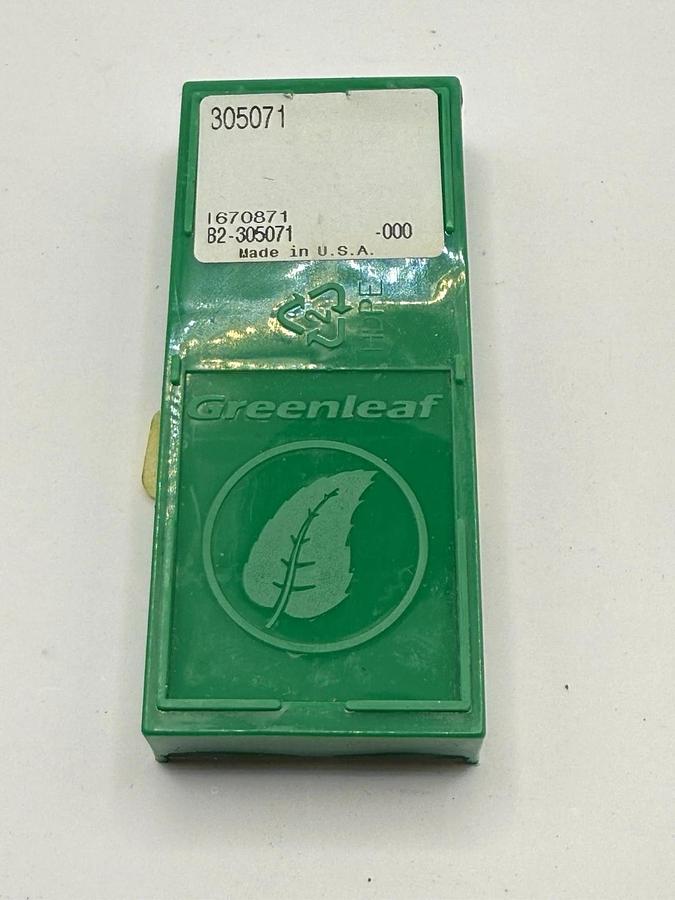 305071
1670871
B2-305071 -000
Made in U.S.A.
2
HDPE
Greenleaf